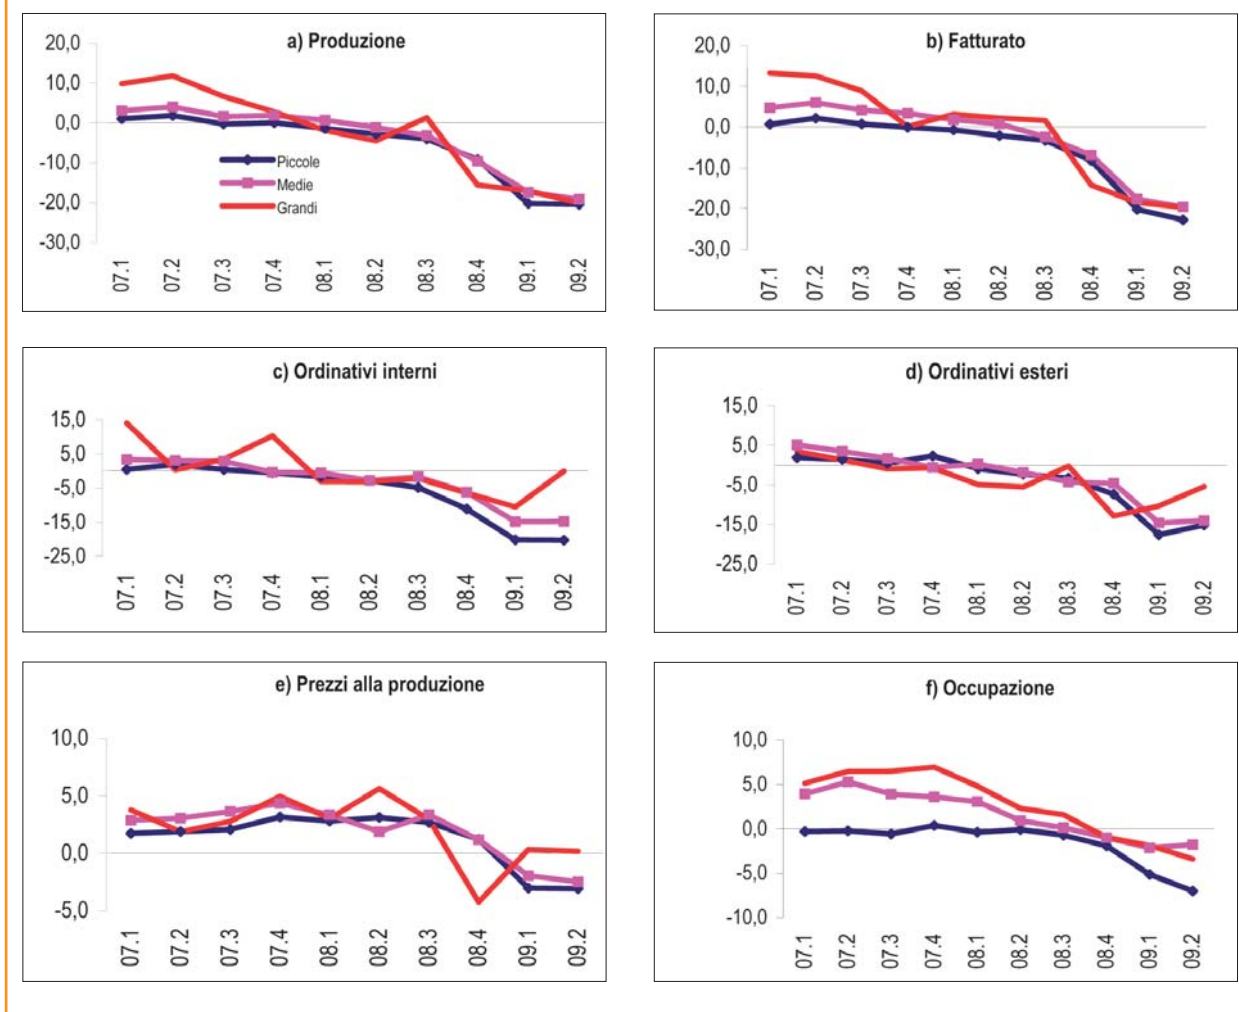 a) Produzione
20,0
10,0
0,0
-10,0
-20,0
-30,0
Piccole
Medie
Grandi
07.1 07.2 07.3 07.4 08.1 08.2 08.3 08.4 09.1 09.2
b) Fatturato
20,0
10,0
0,0
-10,0
-20,0
-30,0
07.1 07.2 07.3 07.4 08.1 08.2 08.3 08.4 09.1 09.2
c) Ordinativi interni
15,0
5,0
-5,0
-15,0
-25,0
07.1 07.2 07.3 07.4 08.1 08.2 08.3 08.4 09.1 09.2
d) Ordinativi esteri
15,0
5,0
-5,0
-15,0
-25,0
07.1 07.2 07.3 07.4 08.1 08.2 08.3 08.4 09.1 09.2
e) Prezzi alla produzione
10,0
5,0
0,0
-5,0
07.1 07.2 07.3 07.4 08.1 08.2 08.3 08.4 09.1 09.2
f) Occupazione
10,0
5,0
0,0
-5,0
-10,0
07.1 07.2 07.3 07.4 08.1 08.2 08.3 08.4 09.1 09.2